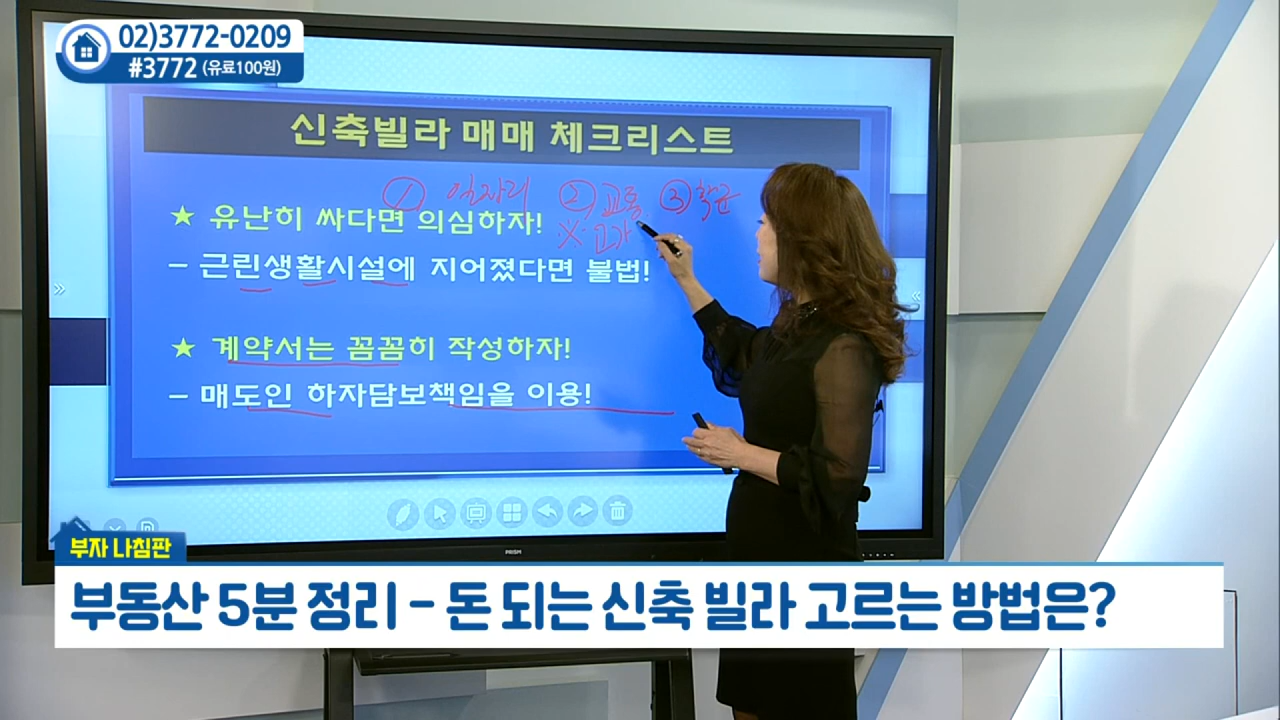 02)3772-0209
#3772 (유료100원)
신축빌라 매매 체크리스트
① 일자리 ② 교통 ③ 학군
★ 유난히 싸다면 의심하자!
※
- 근린생활시설에 지어졌다면 불법!
★ 계약서는 꼼꼼히 작성하자!
- 매도인 하자담보책임을 이용!
PRISM
부자 나침판
부동산 5분 정리 - 돈 되는 신축 빌라 고르는 방법은?